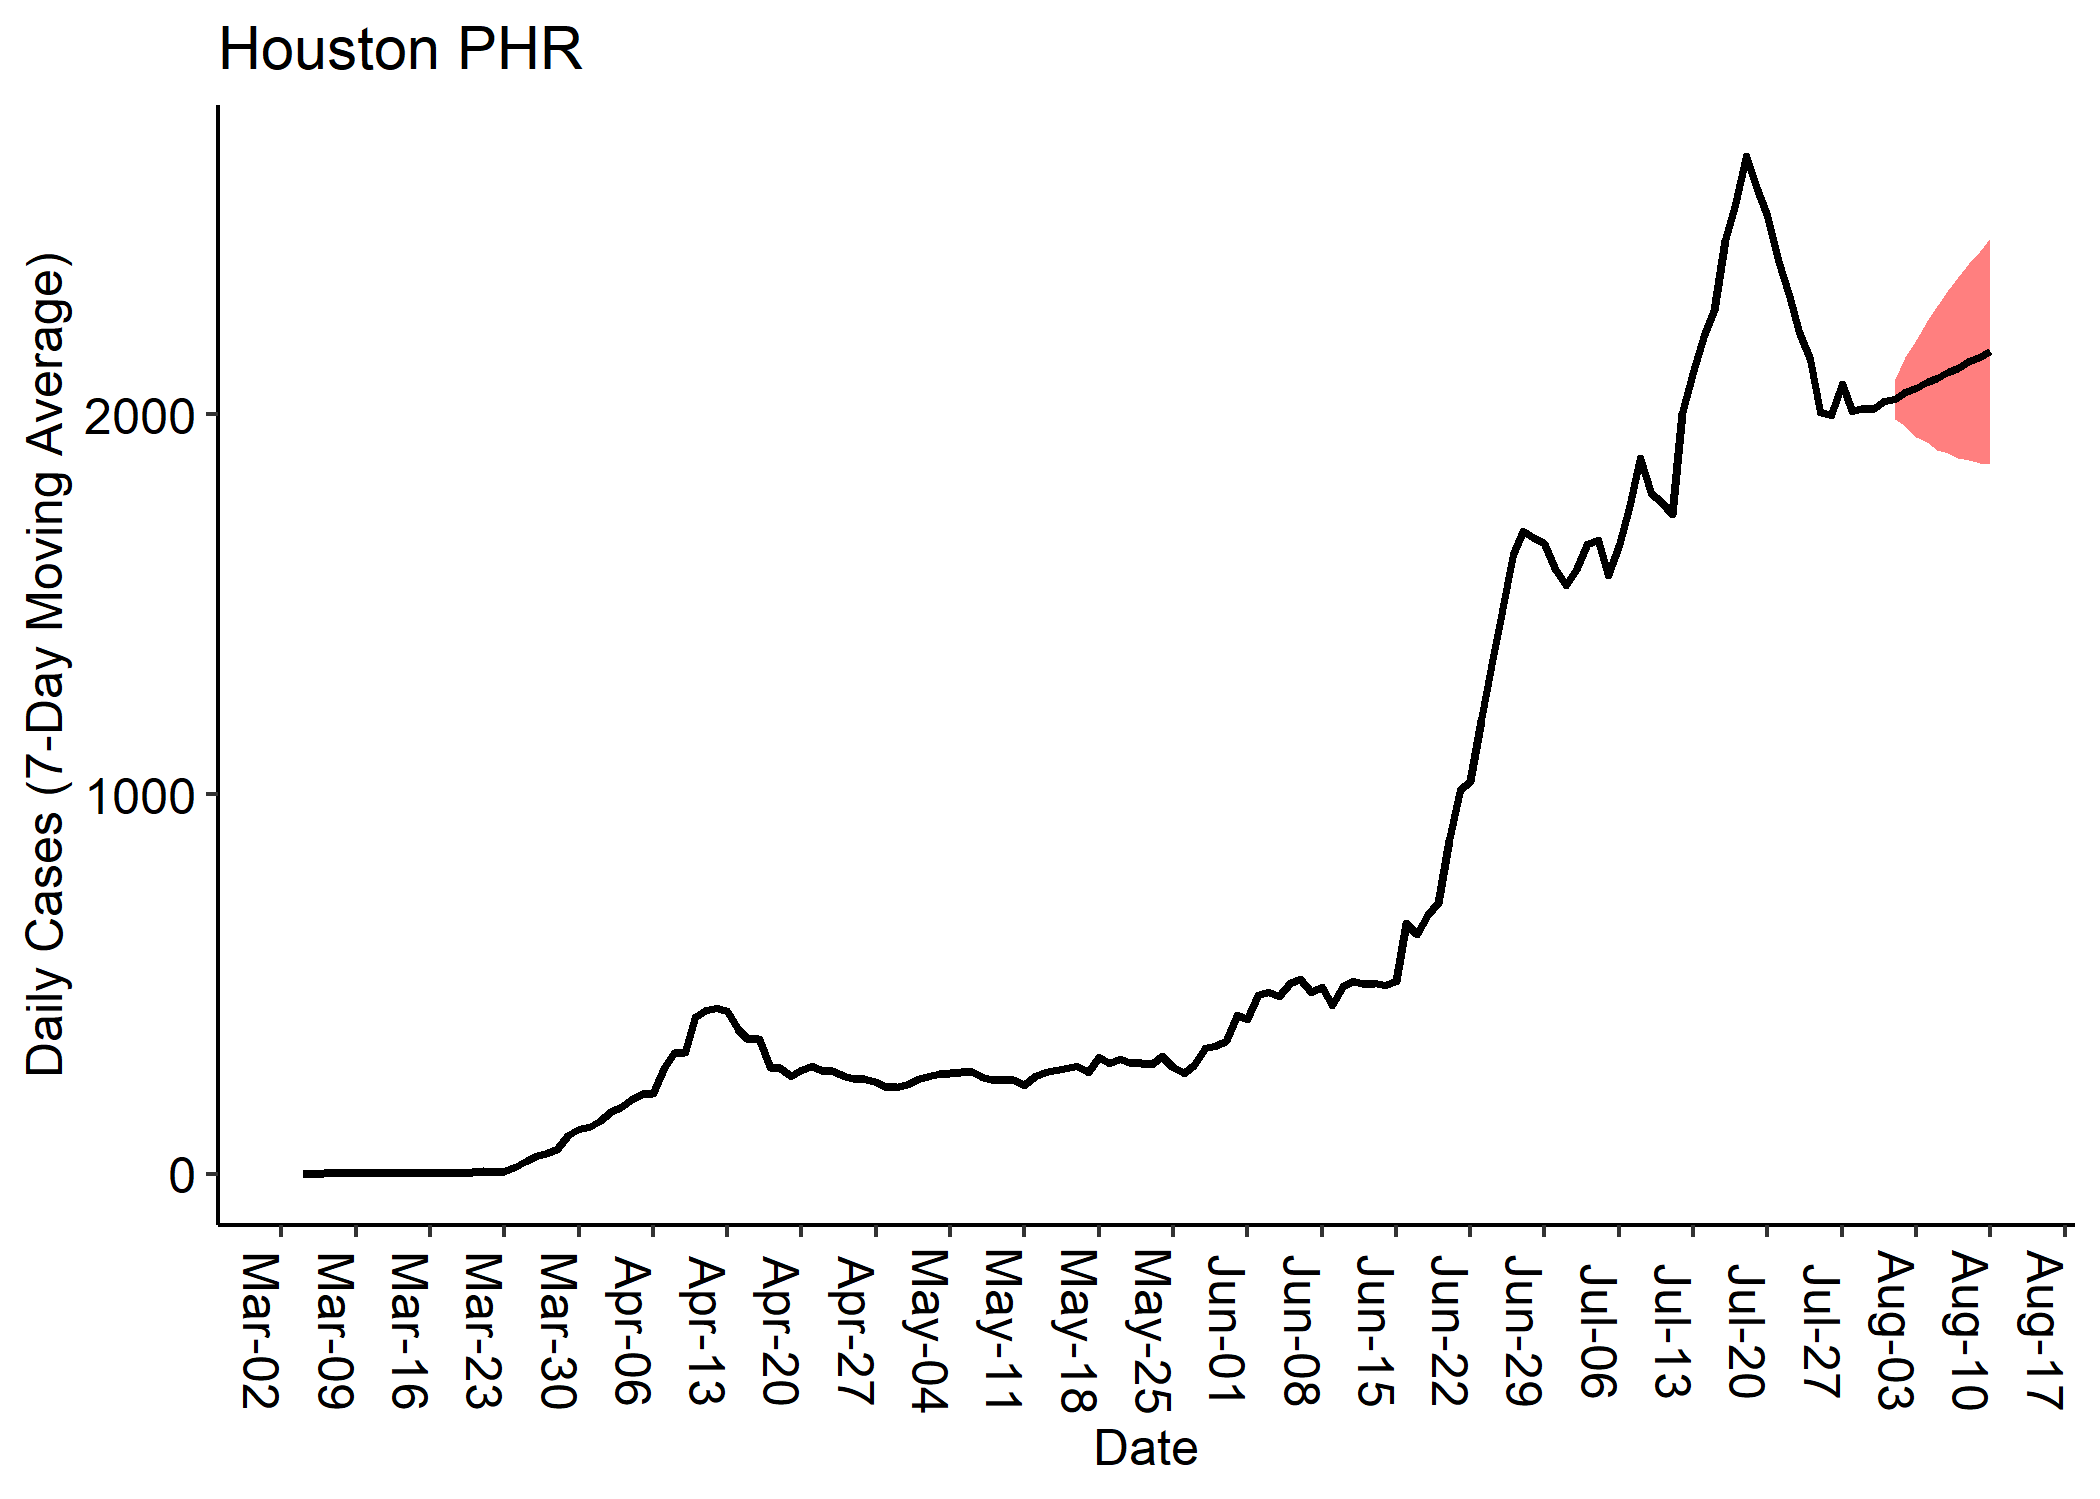 Houston PHR
Daily Cases (7-Day Moving Average)
2000
1000
0
Mar-02
Mar-09
Mar-16
Mar-23
Mar-30
Apr-06
Apr-13
Apr-20
Apr-27
May-04
May-11
May-18
May-25
Jun-01
Jun-08
Jun-15
Jun-22
Jun-29
Jul-06
Jul-13
Jul-20
Jul-27
Aug-03
Aug-10
Aug-17
Date